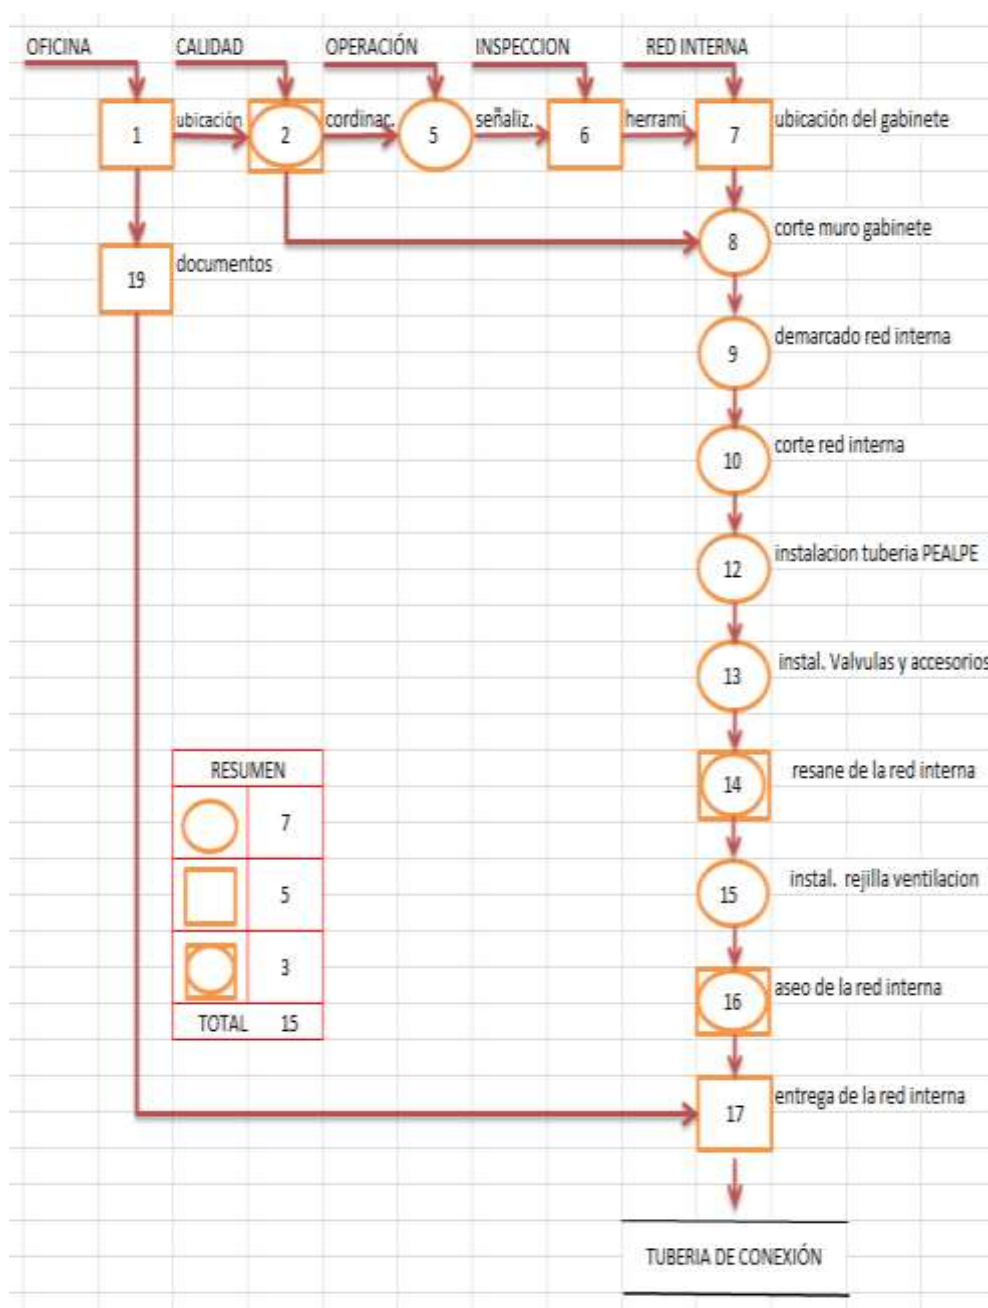 OFICINA CALIDAD OPERACIÓN INSPECCION RED INTERNA
1 ubicación 2 cordinac. 5 señaliz. 6 herrami 7 ubicación del gabinete
8 corte muro gabinete
19 documentos
9 demarcado red interna
10 corte red interna
12 instalacion tuberia PEALPE
13 instal. Valvulas y accesorios
14 resane de la red interna
15 instal. rejilla ventilacion
16 aseo de la red interna
17 entrega de la red interna
RESUMEN
7
5
3
TOTAL 15
TUBERIA DE CONEXIÓN